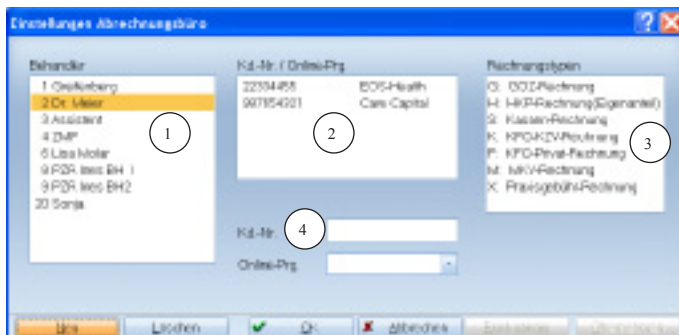 Einstellungen Abrechnungsbüro
Behandler
1 Greifenberg
2 Dr. Meier
3 Assistent
4 ZMF
6 Lisa Molar
9 PZR Ines BH 1
9 PZR Ines BH2
20 Sonja
1
Kd.-Nr. / Online-Prg.
22334455 EOS-Health
987654321 Care Capital
2
Rechnungstypen
G: GOZ-Rechnung
H: HKP-Rechnung(Eigenanteil)
S: Kassen-Rechnung
K: KFO-KZV-Rechnung
P: KFO-Privat-Rechnung
M: MKV-Rechnung
X: Praxisgebühr-Rechnung
3
Kd.-Nr. 4
Online-Prg.
Neu Löschen OK Abbrechen